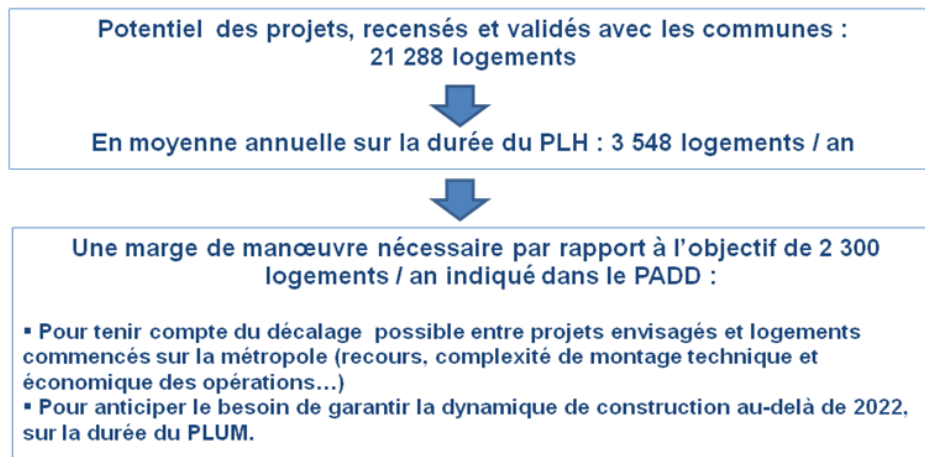 Potentiel des projets, recensés et validés avec les communes :
21 288 logements
En moyenne annuelle sur la durée du PLH : 3 548 logements / an
Une marge de manœuvre nécessaire par rapport à l'objectif de 2 300
logements / an indiqué dans le PADD :
▪ Pour tenir compte du décalage possible entre projets envisagés et logements
commencés sur la métropole (recours, complexité de montage technique et
économique des opérations…)
▪ Pour anticiper le besoin de garantir la dynamique de construction au-delà de 2022,
sur la durée du PLUM.